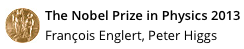 The Nobel Prize in Physics 2013
François Englert, Peter Higgs